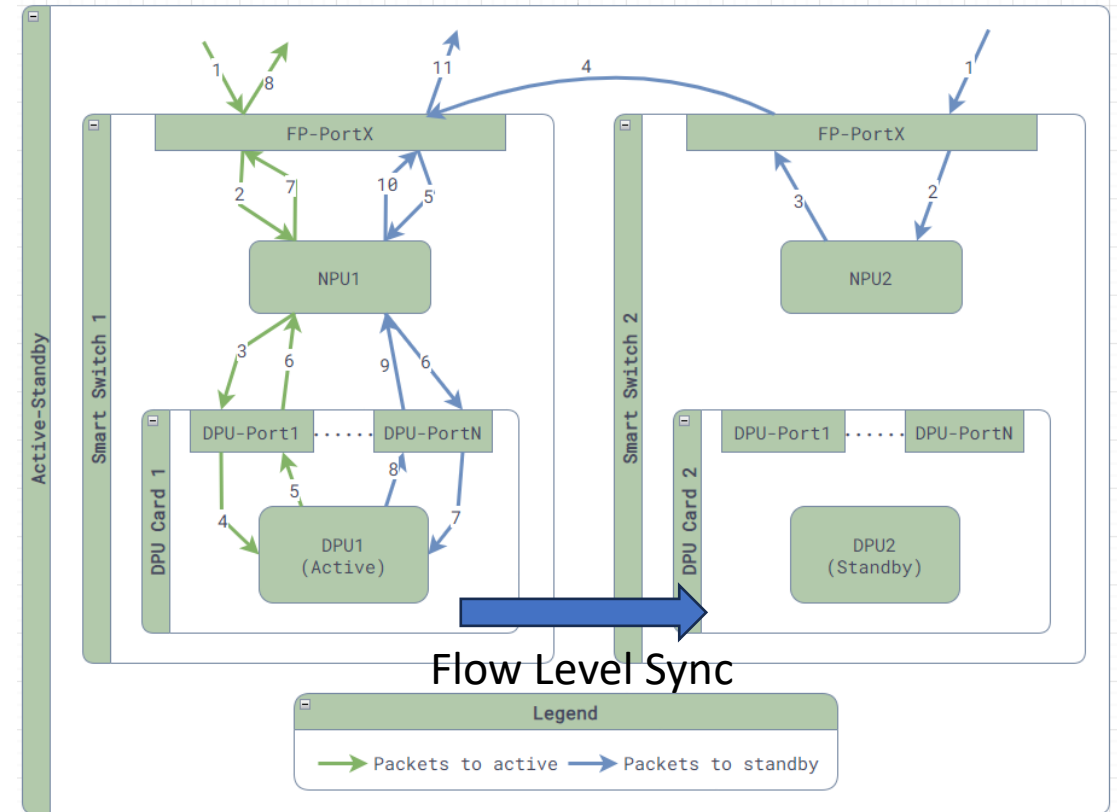 Active-Standby
1
8
11
4
1
Smart Switch 1
FP-PortX
2
7
10
5
NPU1
3
6
9
6
DPU Card 1
DPU-Port1 ...... DPU-PortN
4
5
8
7
DPU1
(Active)
Smart Switch 2
FP-PortX
3
2
NPU2
DPU Card 2
DPU-Port1 ...... DPU-PortN
DPU2
(Standby)
Flow Level Sync
Legend
Packets to active
Packets to standby